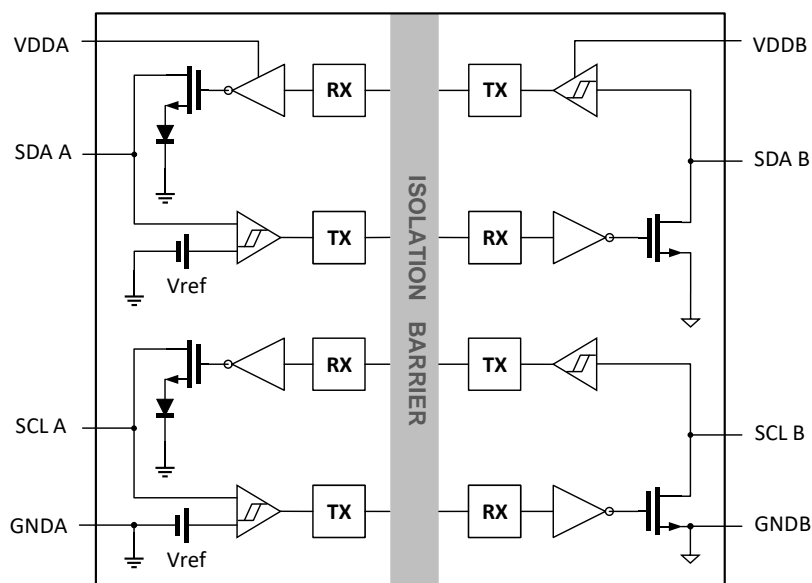 VDDA
VDDB
RX
TX
SDA A
SDA B
ISOLATION BARRIER
TX
RX
Vref
RX
TX
SCL A
SCL B
TX
RX
GNDA
GNDB
Vref